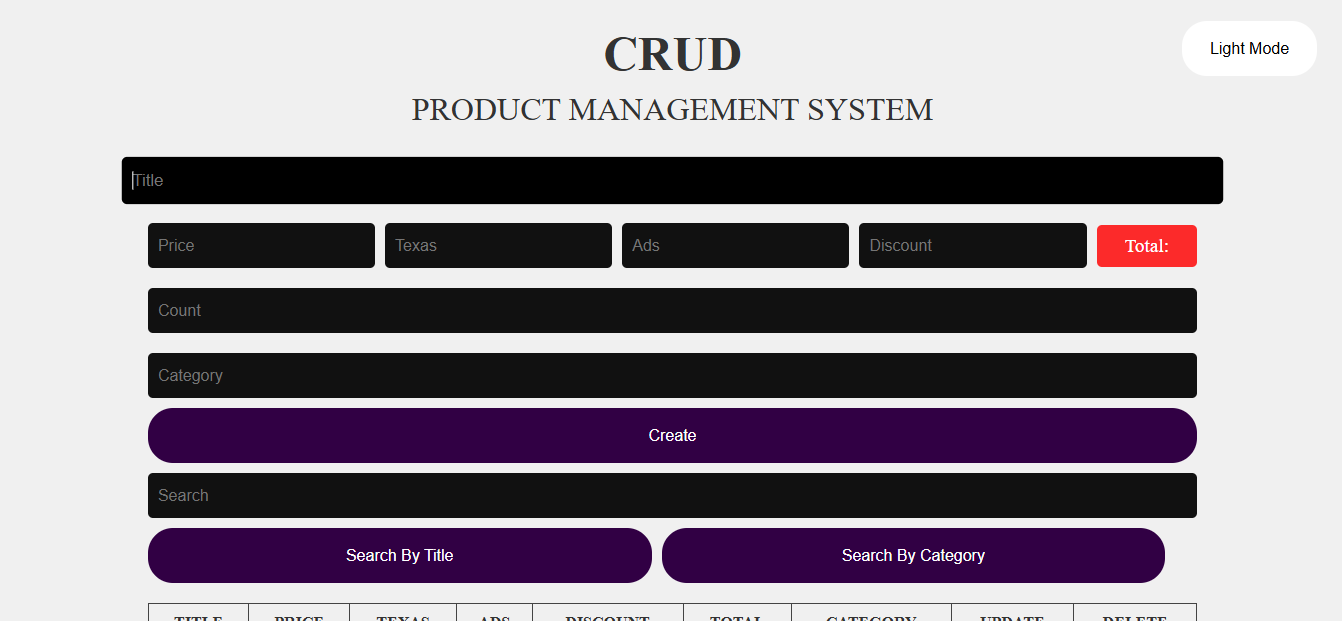 CRUD
Light Mode
PRODUCT MANAGEMENT SYSTEM
Title
Price Texas Ads Discount Total:
Count
Category
Create
Search
Search By Title Search By Category
TITLE PRICE TEXAS ADS DISCOUNT TOTAL CATEGORY UPDATE DELETE